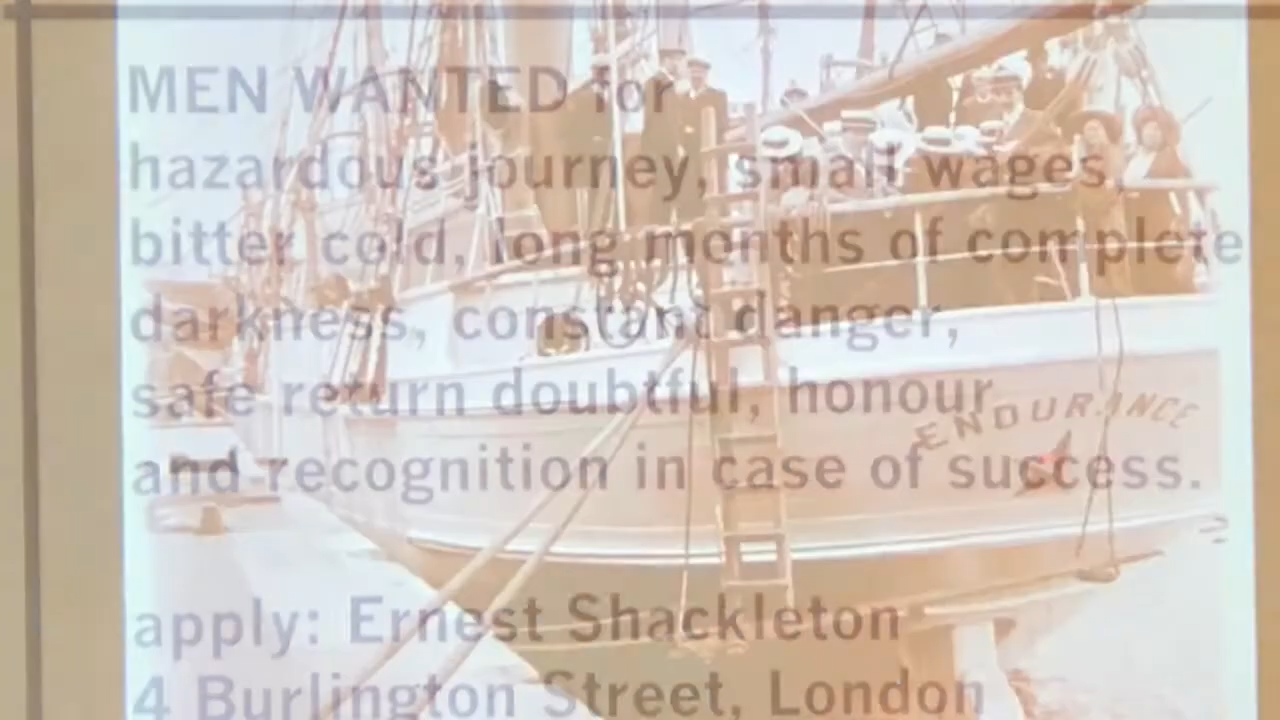 MEN WANTED for
hazardous journey, small wages,
bitter cold, long months of complete
darkness, constant danger,
safe return doubtful, honour
and recognition in case of success.
ENDURANCE
apply: Ernest Shackleton
4 Burlington Street, London